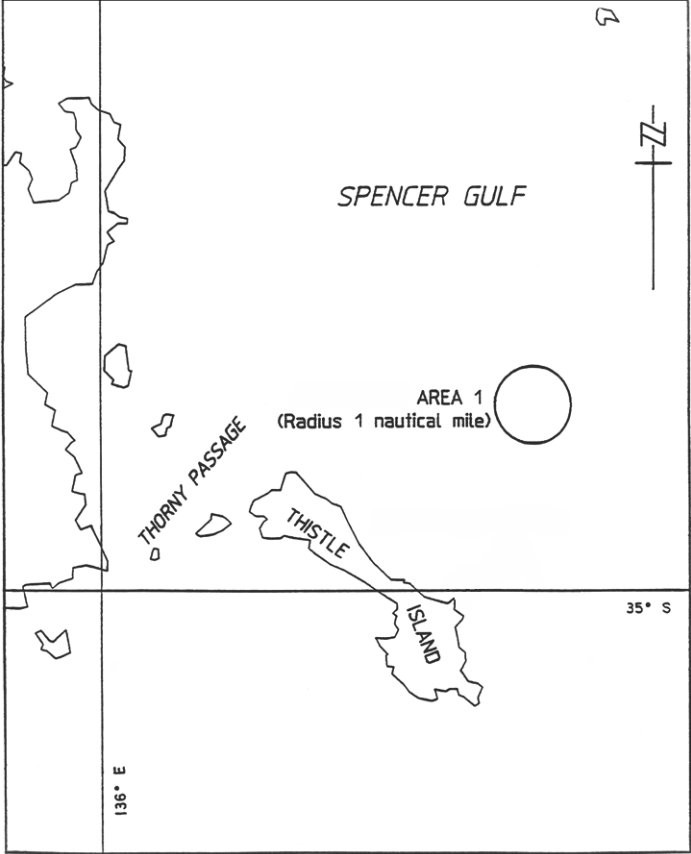 SPENCER GULF
AREA 1
(Radius 1 nautical mile)
THORNY PASSAGE
THISTLE
ISLAND
35° S
136° E